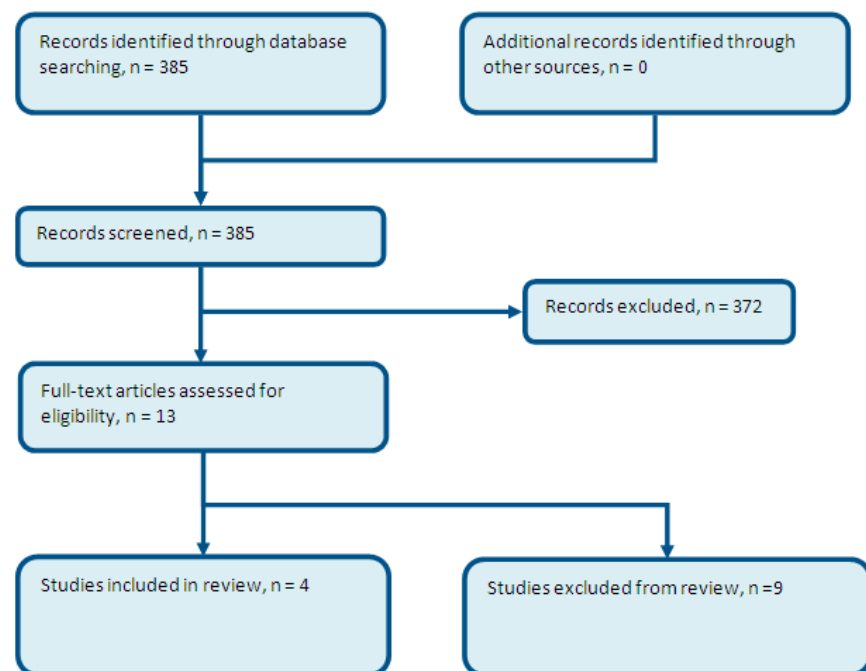 Records identified through database
searching, n = 385
Additional records identified through
other sources, n = 0
Records screened, n = 385
Records excluded, n = 372
Full-text articles assessed for
eligibility, n = 13
Studies included in review, n = 4
Studies excluded from review, n =9